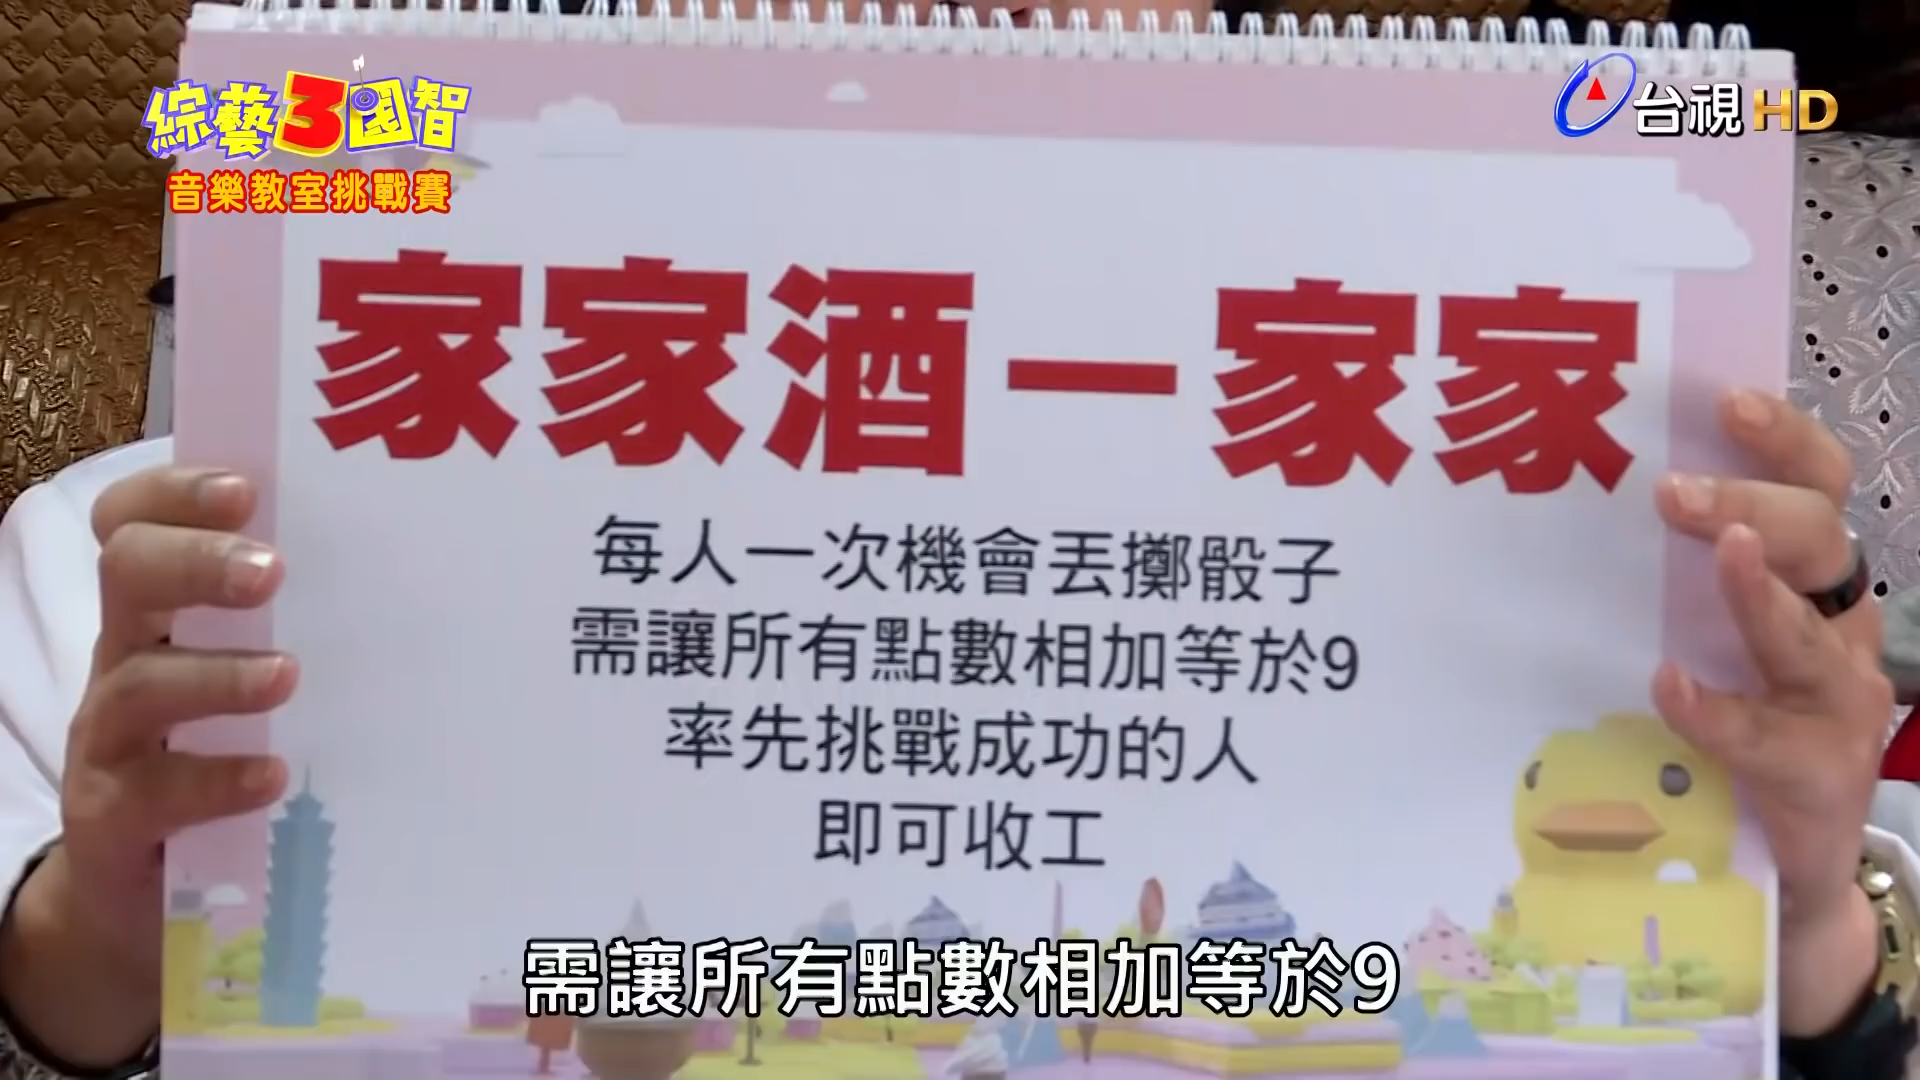 綜藝3國智
音樂教室挑戰賽
台視HD
家家酒－家家
每人一次機會丟擲骰子
需讓所有點數相加等於9
率先挑戰成功的人
即可收工
需讓所有點數相加等於9